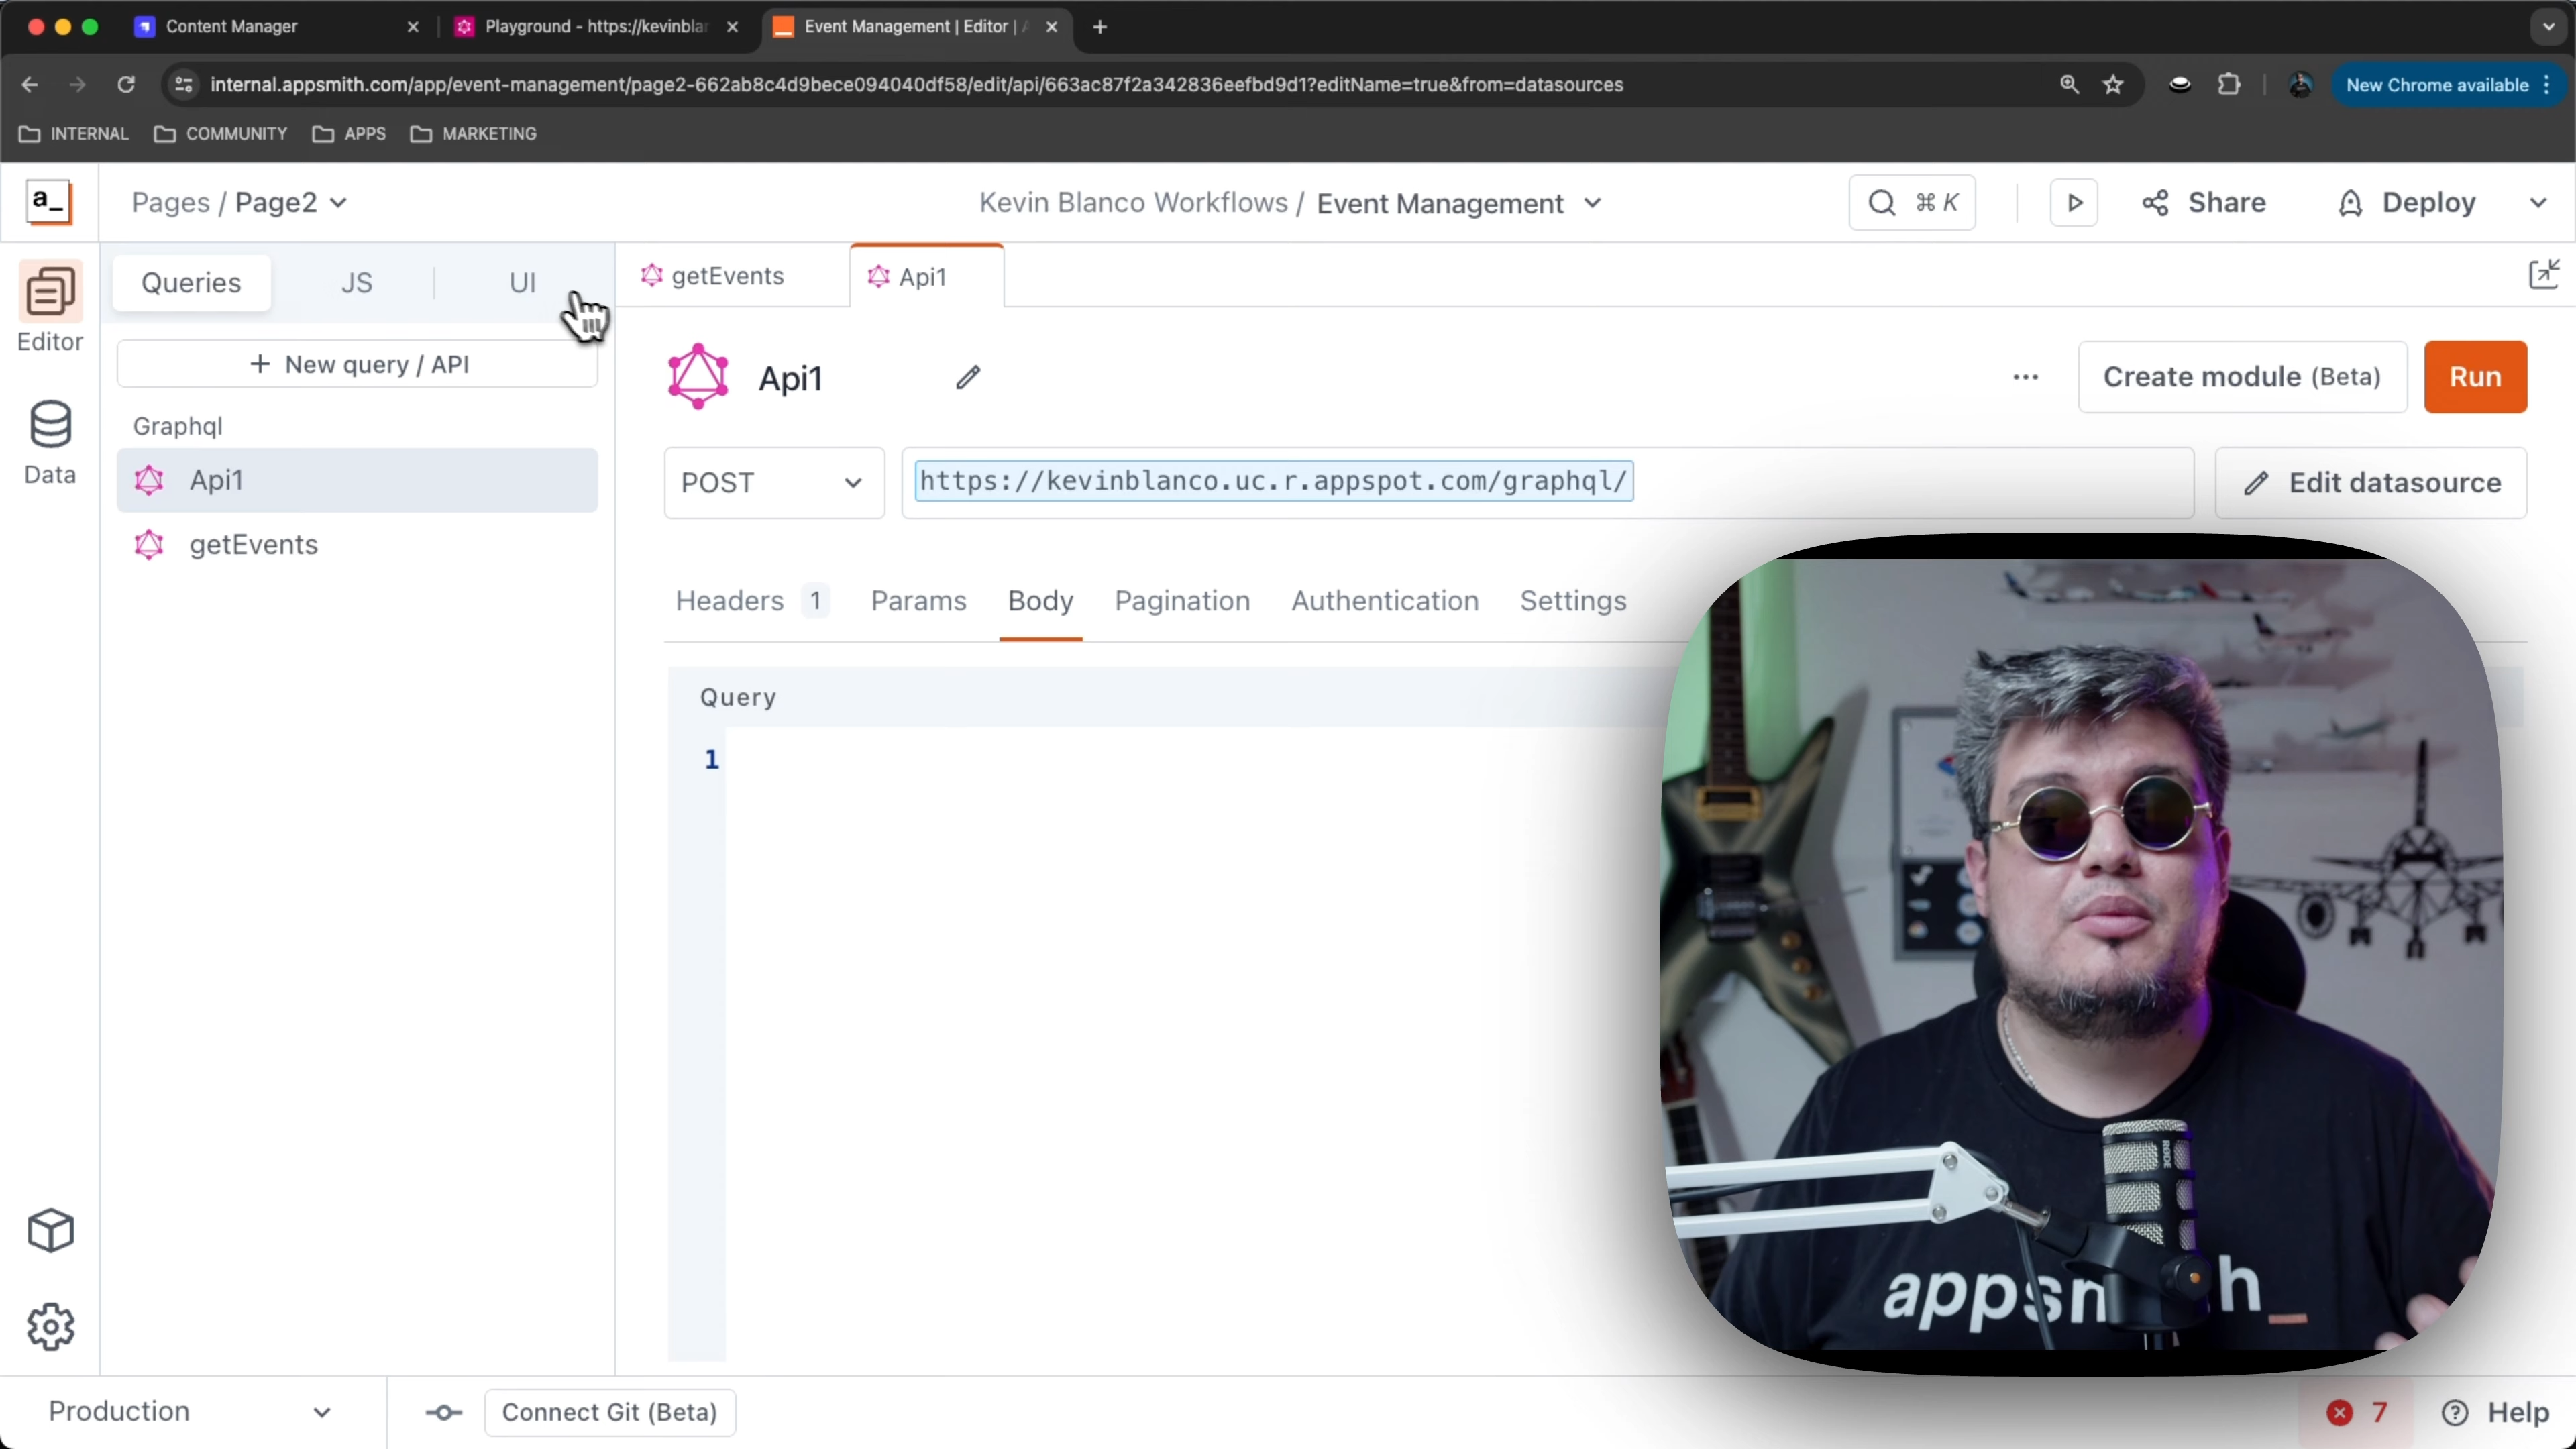 Content Manager
Playground - https://kevinblar
Event Management | Editor |
internal.appsmith.com/app/event-management/page2-662ab8c4d9bece094040df58/edit/api/663ac87f2a342836eefbd9d1?editName=true&from=datasources
New Chrome available
INTERNAL
COMMUNITY
APPS
MARKETING
a_
Pages / Page2
Kevin Blanco Workflows / Event Management
⌘ K
Share
Deploy
Editor
Data
Queries
JS
UI
+ New query / API
Graphql
Api1
getEvents
getEvents
Api1
Api1
Create module (Beta)
Run
POST
https://kevinblanco.uc.r.appspot.com/graphql/
Edit datasource
Headers 1
Params
Body
Pagination
Authentication
Settings
Query
1
RØDE
Production
Connect Git (Beta)
7
Help